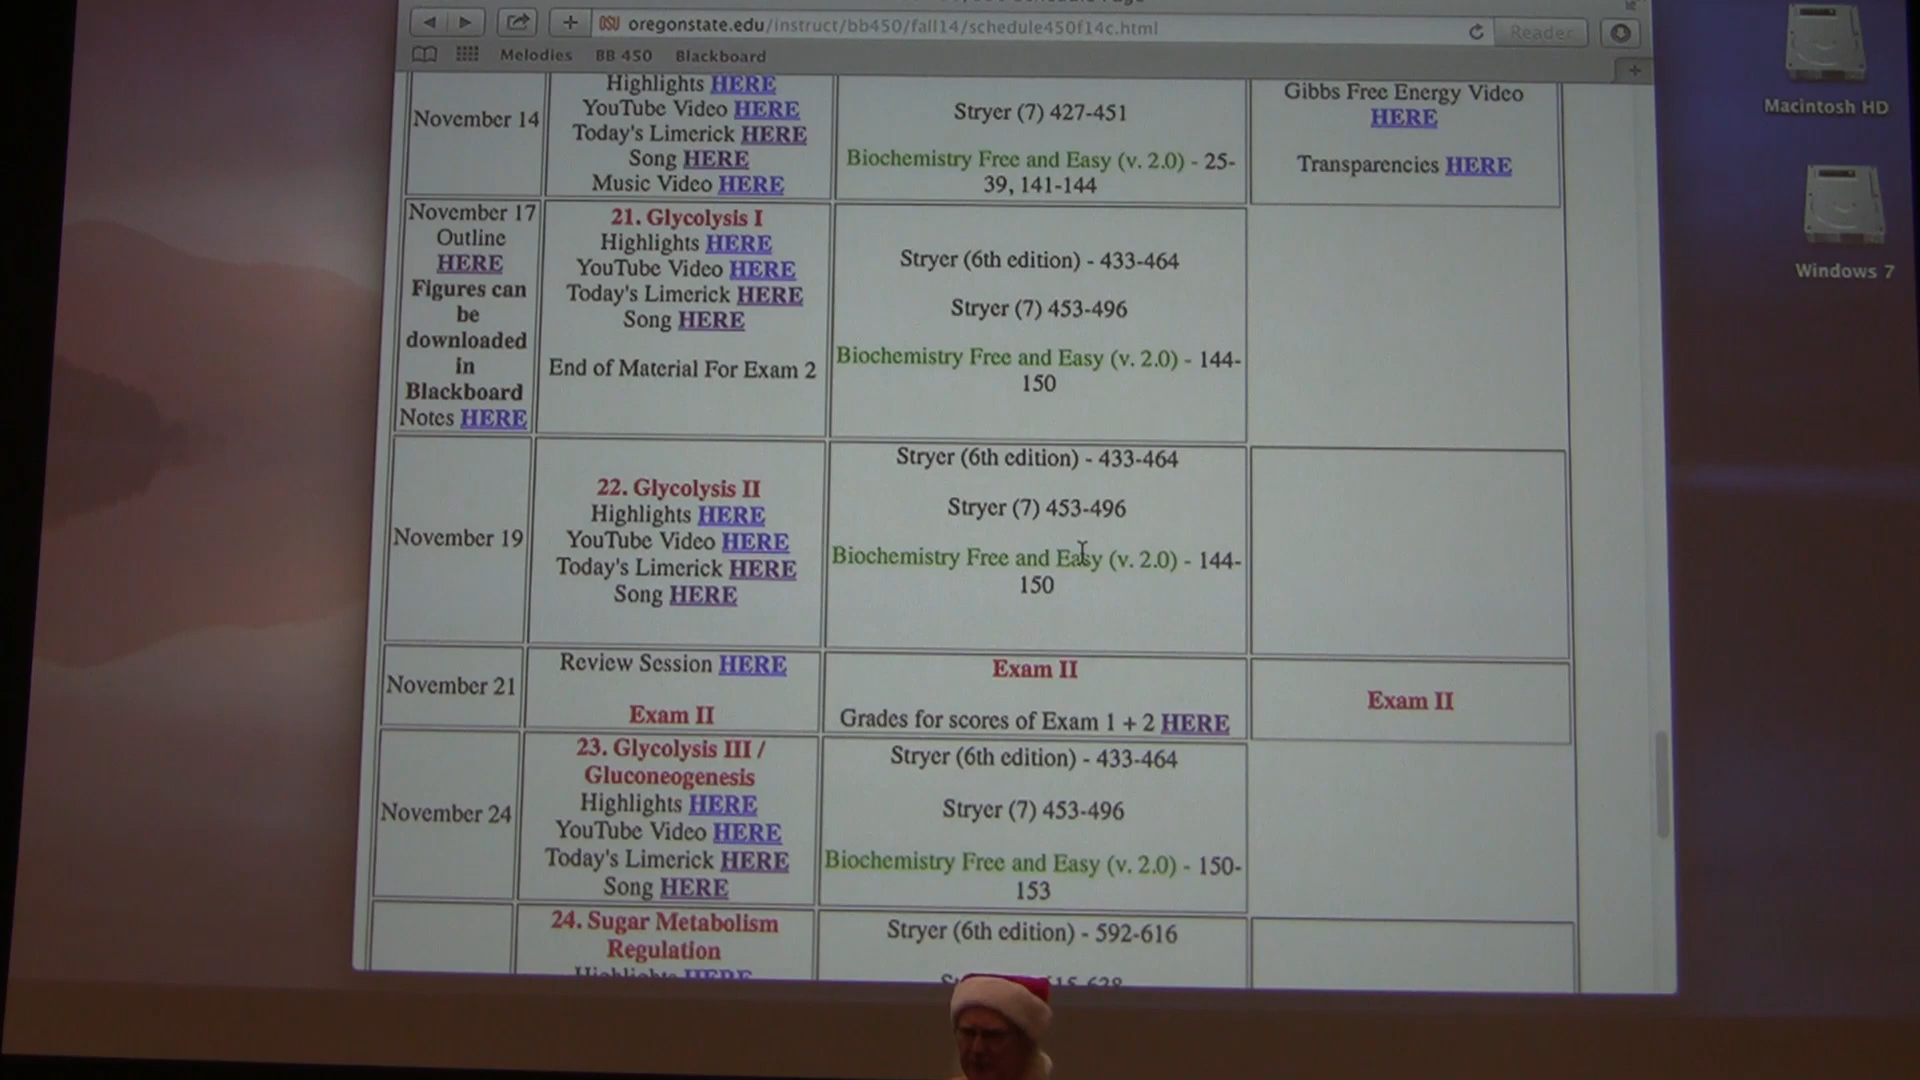 oregonstate.edu/instruct/bb450/fall14/schedule450f14c.html
Reader
Melodies BB 450 Blackboard
Macintosh HD
Windows 7
November 14
Highlights HERE
YouTube Video HERE
Today's Limerick HERE
Song HERE
Music Video HERE
Stryer (7) 427-451
Biochemistry Free and Easy (v. 2.0) - 25-
39, 141-144
Gibbs Free Energy Video
HERE
Transparencies HERE
November 17
Outline
HERE
Figures can
be
downloaded
in
Blackboard
Notes HERE
21. Glycolysis I
Highlights HERE
YouTube Video HERE
Today's Limerick HERE
Song HERE
End of Material For Exam 2
Stryer (6th edition) - 433-464
Stryer (7) 453-496
Biochemistry Free and Easy (v. 2.0) - 144-
150
November 19
22. Glycolysis II
Highlights HERE
YouTube Video HERE
Today's Limerick HERE
Song HERE
Stryer (6th edition) - 433-464
Stryer (7) 453-496
Biochemistry Free and Easy (v. 2.0) - 144-
150
November 21
Review Session HERE
Exam II
Exam II
Grades for scores of Exam 1 + 2 HERE
Exam II
November 24
23. Glycolysis III /
Gluconeogenesis
Highlights HERE
YouTube Video HERE
Today's Limerick HERE
Song HERE
Stryer (6th edition) - 433-464
Stryer (7) 453-496
Biochemistry Free and Easy (v. 2.0) - 150-
153
24. Sugar Metabolism
Regulation
Highlights HERE
Stryer (6th edition) - 592-616